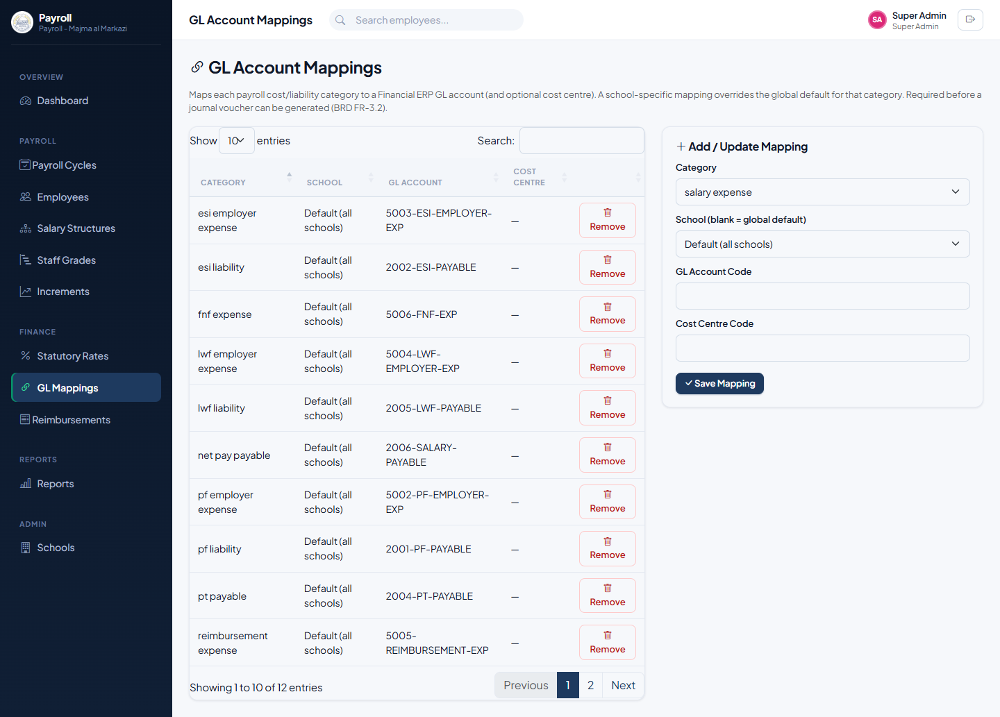 Payroll
Payroll - Majma al Markazi
OVERVIEW
Dashboard
PAYROLL
Payroll Cycles
Employees
Salary Structures
Staff Grades
Increments
FINANCE
Statutory Rates
GL Mappings
Reimbursements
REPORTS
Reports
ADMIN
Schools
GL Account Mappings
Search employees...
SA
Super Admin
Super Admin
GL Account Mappings
Maps each payroll cost/liability category to a Financial ERP GL account (and optional cost centre). A school-specific mapping overrides the global default for that category. Required before a
journal voucher can be generated (BRD FR-3.2).
Show 10 entries
Search:
CATEGORY SCHOOL GL ACCOUNT COST CENTRE
esi employer expense Default (all schools) 5003-ESI-EMPLOYER-EXP — Remove
esi liability Default (all schools) 2002-ESI-PAYABLE — Remove
fnf expense Default (all schools) 5006-FNF-EXP — Remove
lwf employer expense Default (all schools) 5004-LWF-EMPLOYER-EXP — Remove
lwf liability Default (all schools) 2005-LWF-PAYABLE — Remove
net pay payable Default (all schools) 2006-SALARY-PAYABLE — Remove
pf employer expense Default (all schools) 5002-PF-EMPLOYER-EXP — Remove
pf liability Default (all schools) 2001-PF-PAYABLE — Remove
pt payable Default (all schools) 2004-PT-PAYABLE — Remove
reimbursement expense Default (all schools) 5005-REIMBURSEMENT-EXP — Remove
Showing 1 to 10 of 12 entries
Previous 1 2 Next
Add / Update Mapping
Category
salary expense
School (blank = global default)
Default (all schools)
GL Account Code
Cost Centre Code
Save Mapping